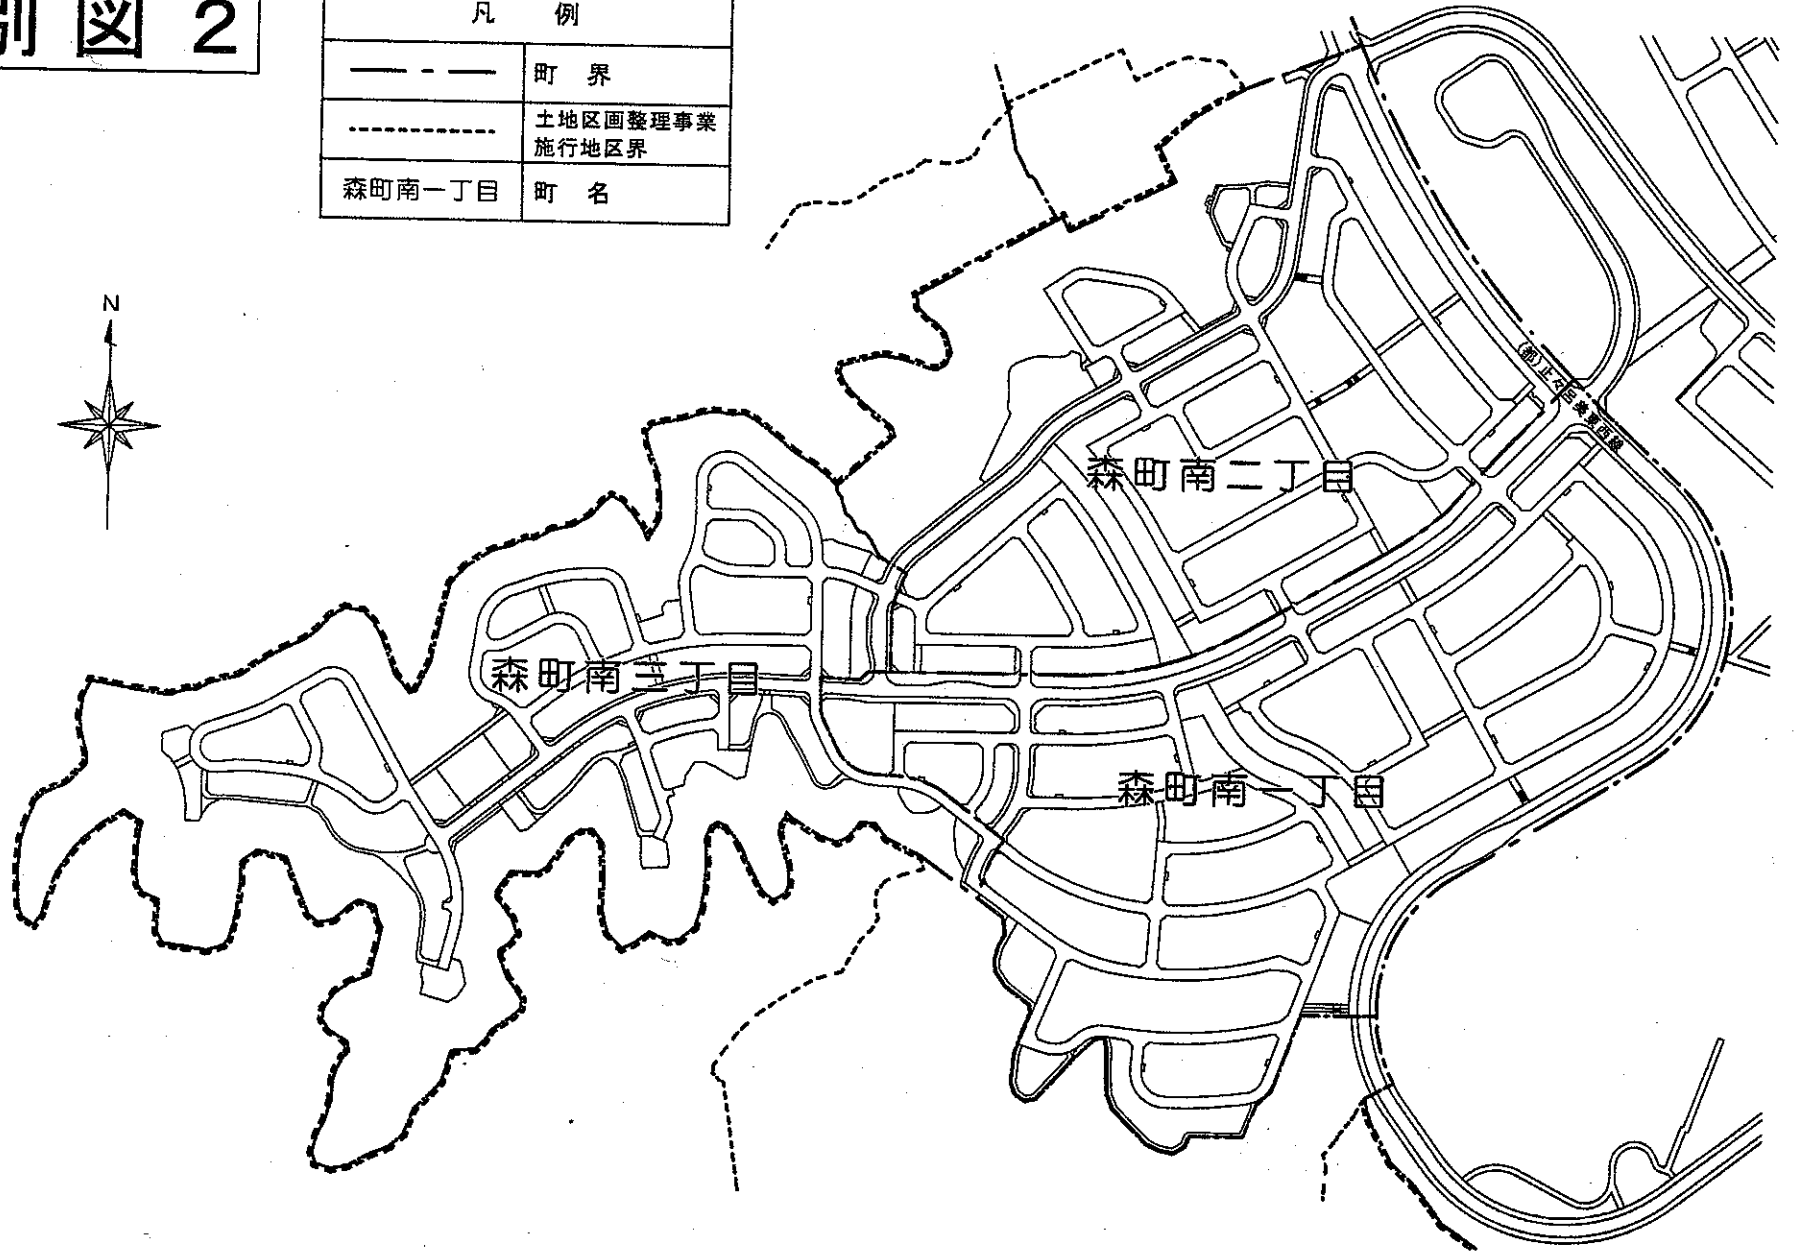 別図2
凡 例
町 界
土地区画整理事業
施行地区界
森町南一丁目 町 名
N
森町南二丁目
森町南三丁目
森町南一丁目